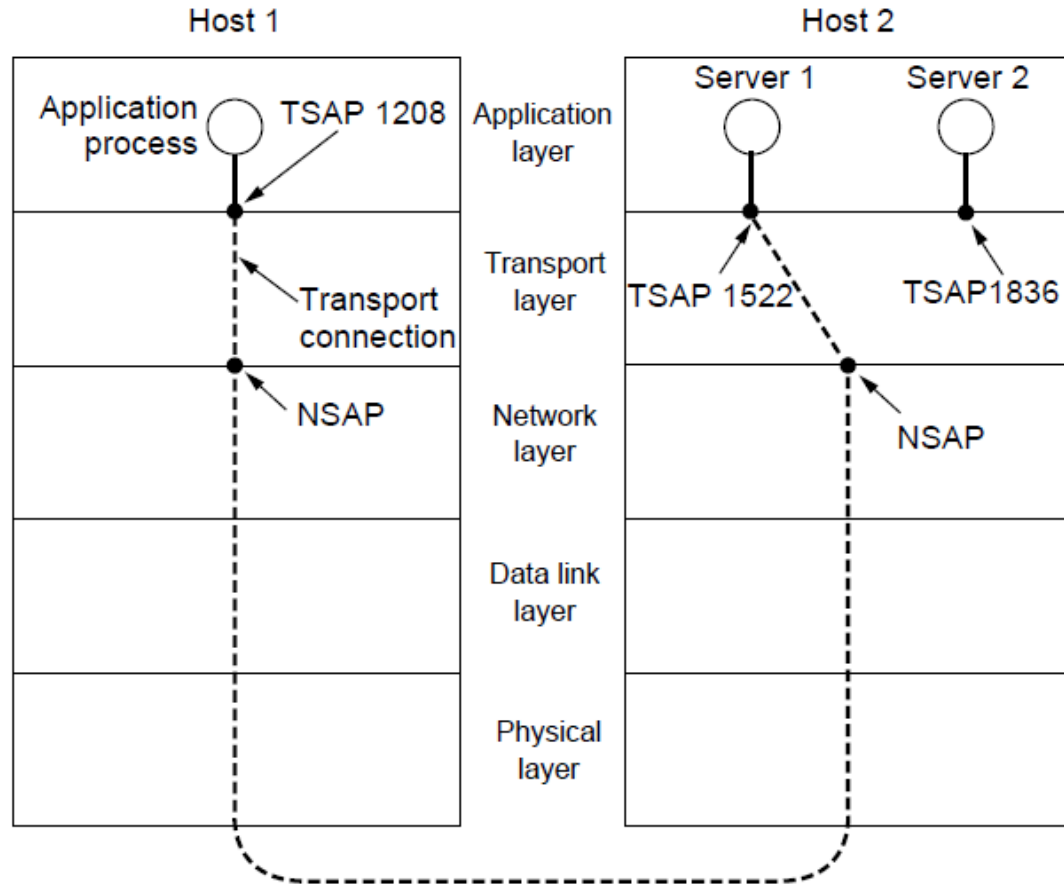 Host 1
Host 2
Application
process
TSAP 1208
Application
layer
Server 1
Server 2
Transport
connection
Transport
layer
TSAP 1522
TSAP1836
NSAP
Network
layer
NSAP
Data link
layer
Physical
layer